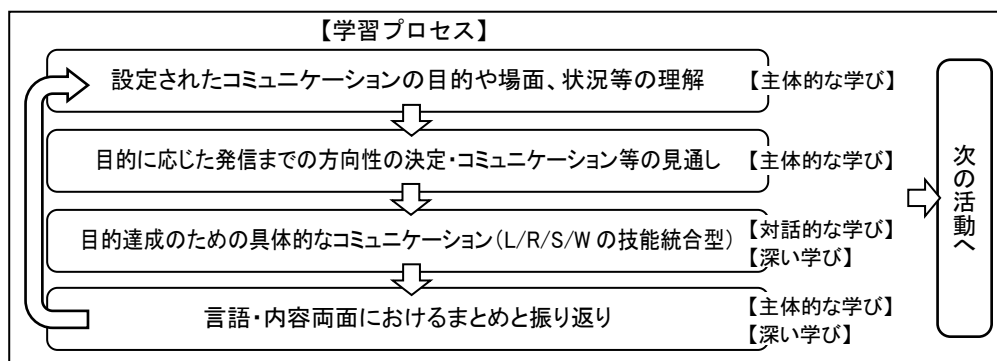 【学習プロセス】
設定されたコミュニケーションの目的や場面、状況等の理解
【主体的な学び】
目的に応じた発信までの方向性の決定・コミュニケーション等の見通し
【主体的な学び】
目的達成のための具体的なコミュニケーション（L/R/S/W の技能統合型）
【対話的な学び】
【深い学び】
言語・内容両面におけるまとめと振り返り
【主体的な学び】
【深い学び】
次の活動へ